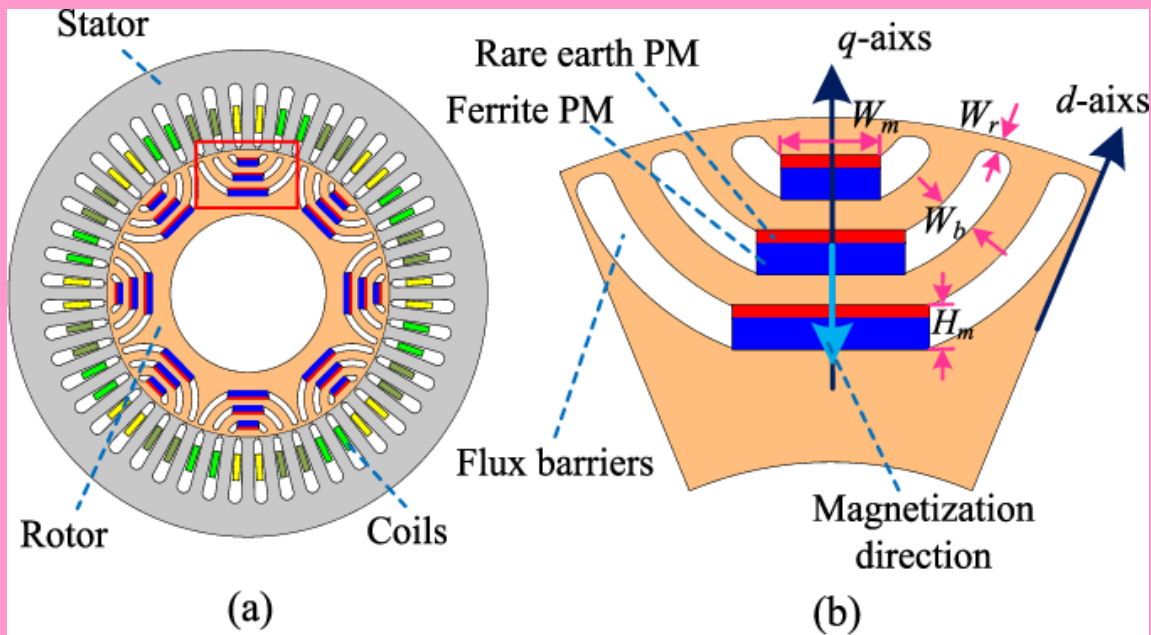 Stator
Rotor
Coils
(a)
Rare earth PM
Ferrite PM
q-aixs
d-aixs
Wm
Wr
Wb
Hm
Flux barriers
Magnetization
direction
(b)